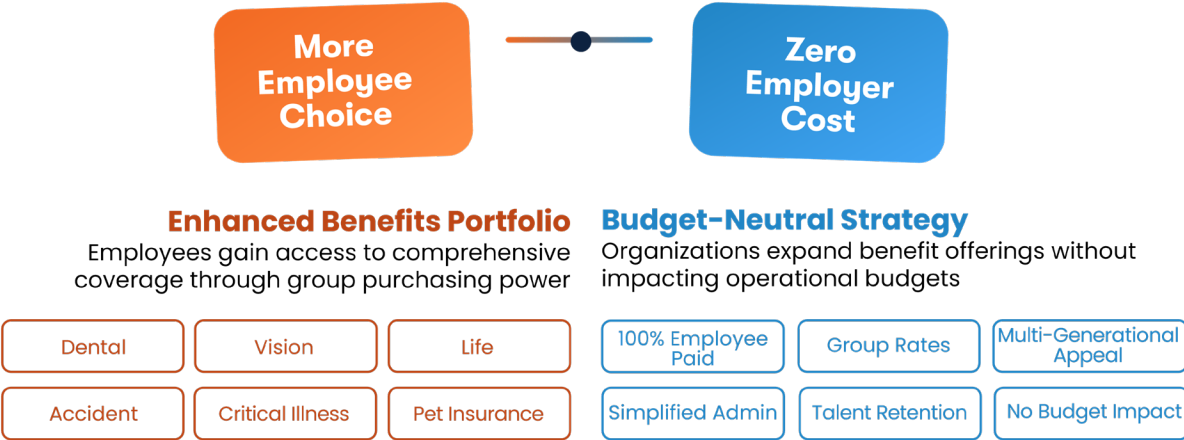 More
Employee
Choice
Zero
Employer
Cost
Enhanced Benefits Portfolio
Employees gain access to comprehensive
coverage through group purchasing power
Dental
Vision
Life
Accident
Critical Illness
Pet Insurance
Budget-Neutral Strategy
Organizations expand benefit offerings without
impacting operational budgets
100% Employee
Paid
Group Rates
Multi-Generational
Appeal
Simplified Admin
Talent Retention
No Budget Impact